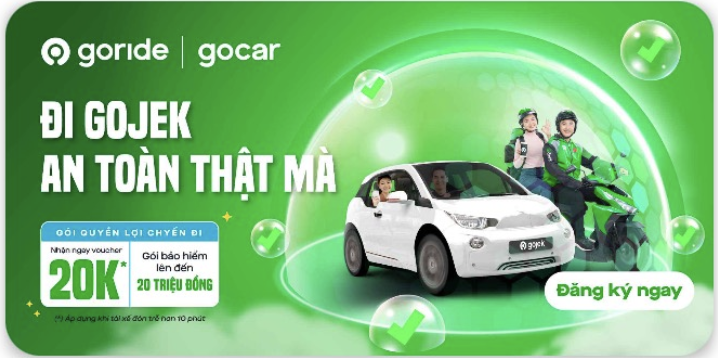 goride | gocar
ĐI GOJEK
AN TOÀN THẬT MÀ
GÓI QUYỀN LỢI CHUYẾN ĐI
Nhận ngay voucher
20K*
Gói bảo hiểm
lên đến
20 TRIỆU ĐỒNG
(*) Áp dụng khi tài xế đón trễ hơn 10 phút
gojek
Đăng ký ngay